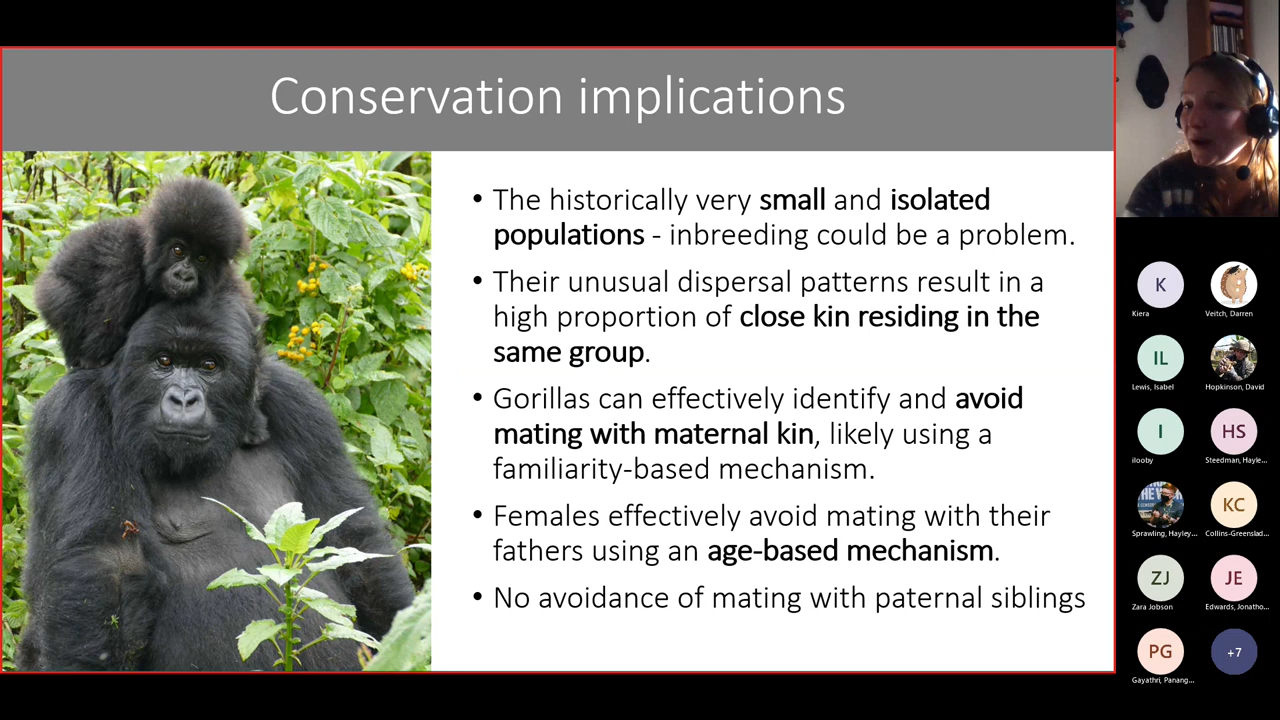 Conservation implications
• The historically very small and isolated
populations - inbreeding could be a problem.
• Their unusual dispersal patterns result in a
high proportion of close kin residing in the
same group.
• Gorillas can effectively identify and avoid
mating with maternal kin, likely using a
familiarity-based mechanism.
• Females effectively avoid mating with their
fathers using an age-based mechanism.
• No avoidance of mating with paternal siblings
K
Kiera
Veitch, Darren
IL
Lewis, Isabel
Hopkinson, David
I
ilooby
HS
Steedman, Hayle...
Sprawling, Hayley...
KC
Collins-Greenslad...
ZJ
Zara Jobson
JE
Edwards, Jonatho...
PG
Gayathri, Panang...
+7